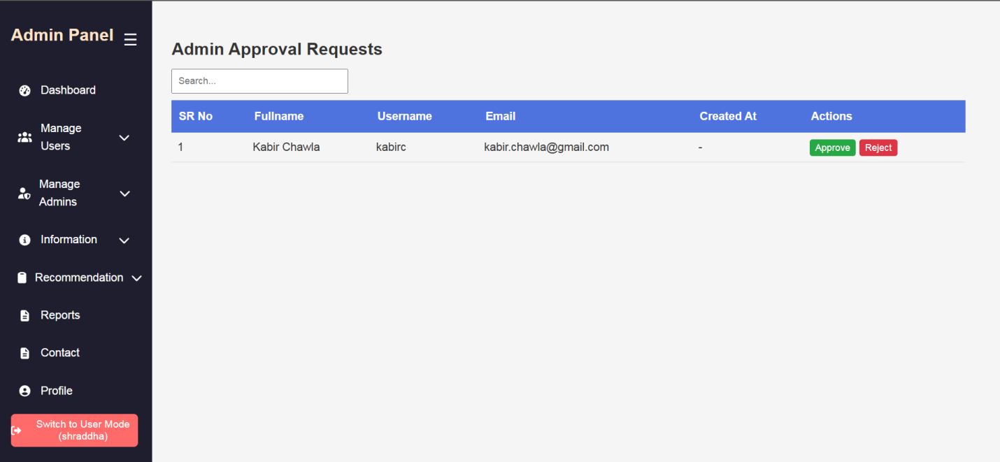 Admin Panel
Dashboard
Manage
Users
Manage
Admins
Information
Recommendation
Reports
Contact
Profile
Switch to User Mode
(shraddha)
Admin Approval Requests
Search...
SR No Fullname Username Email Created At Actions
1 Kabir Chawla kabirc kabir.chawla@gmail.com - Approve Reject